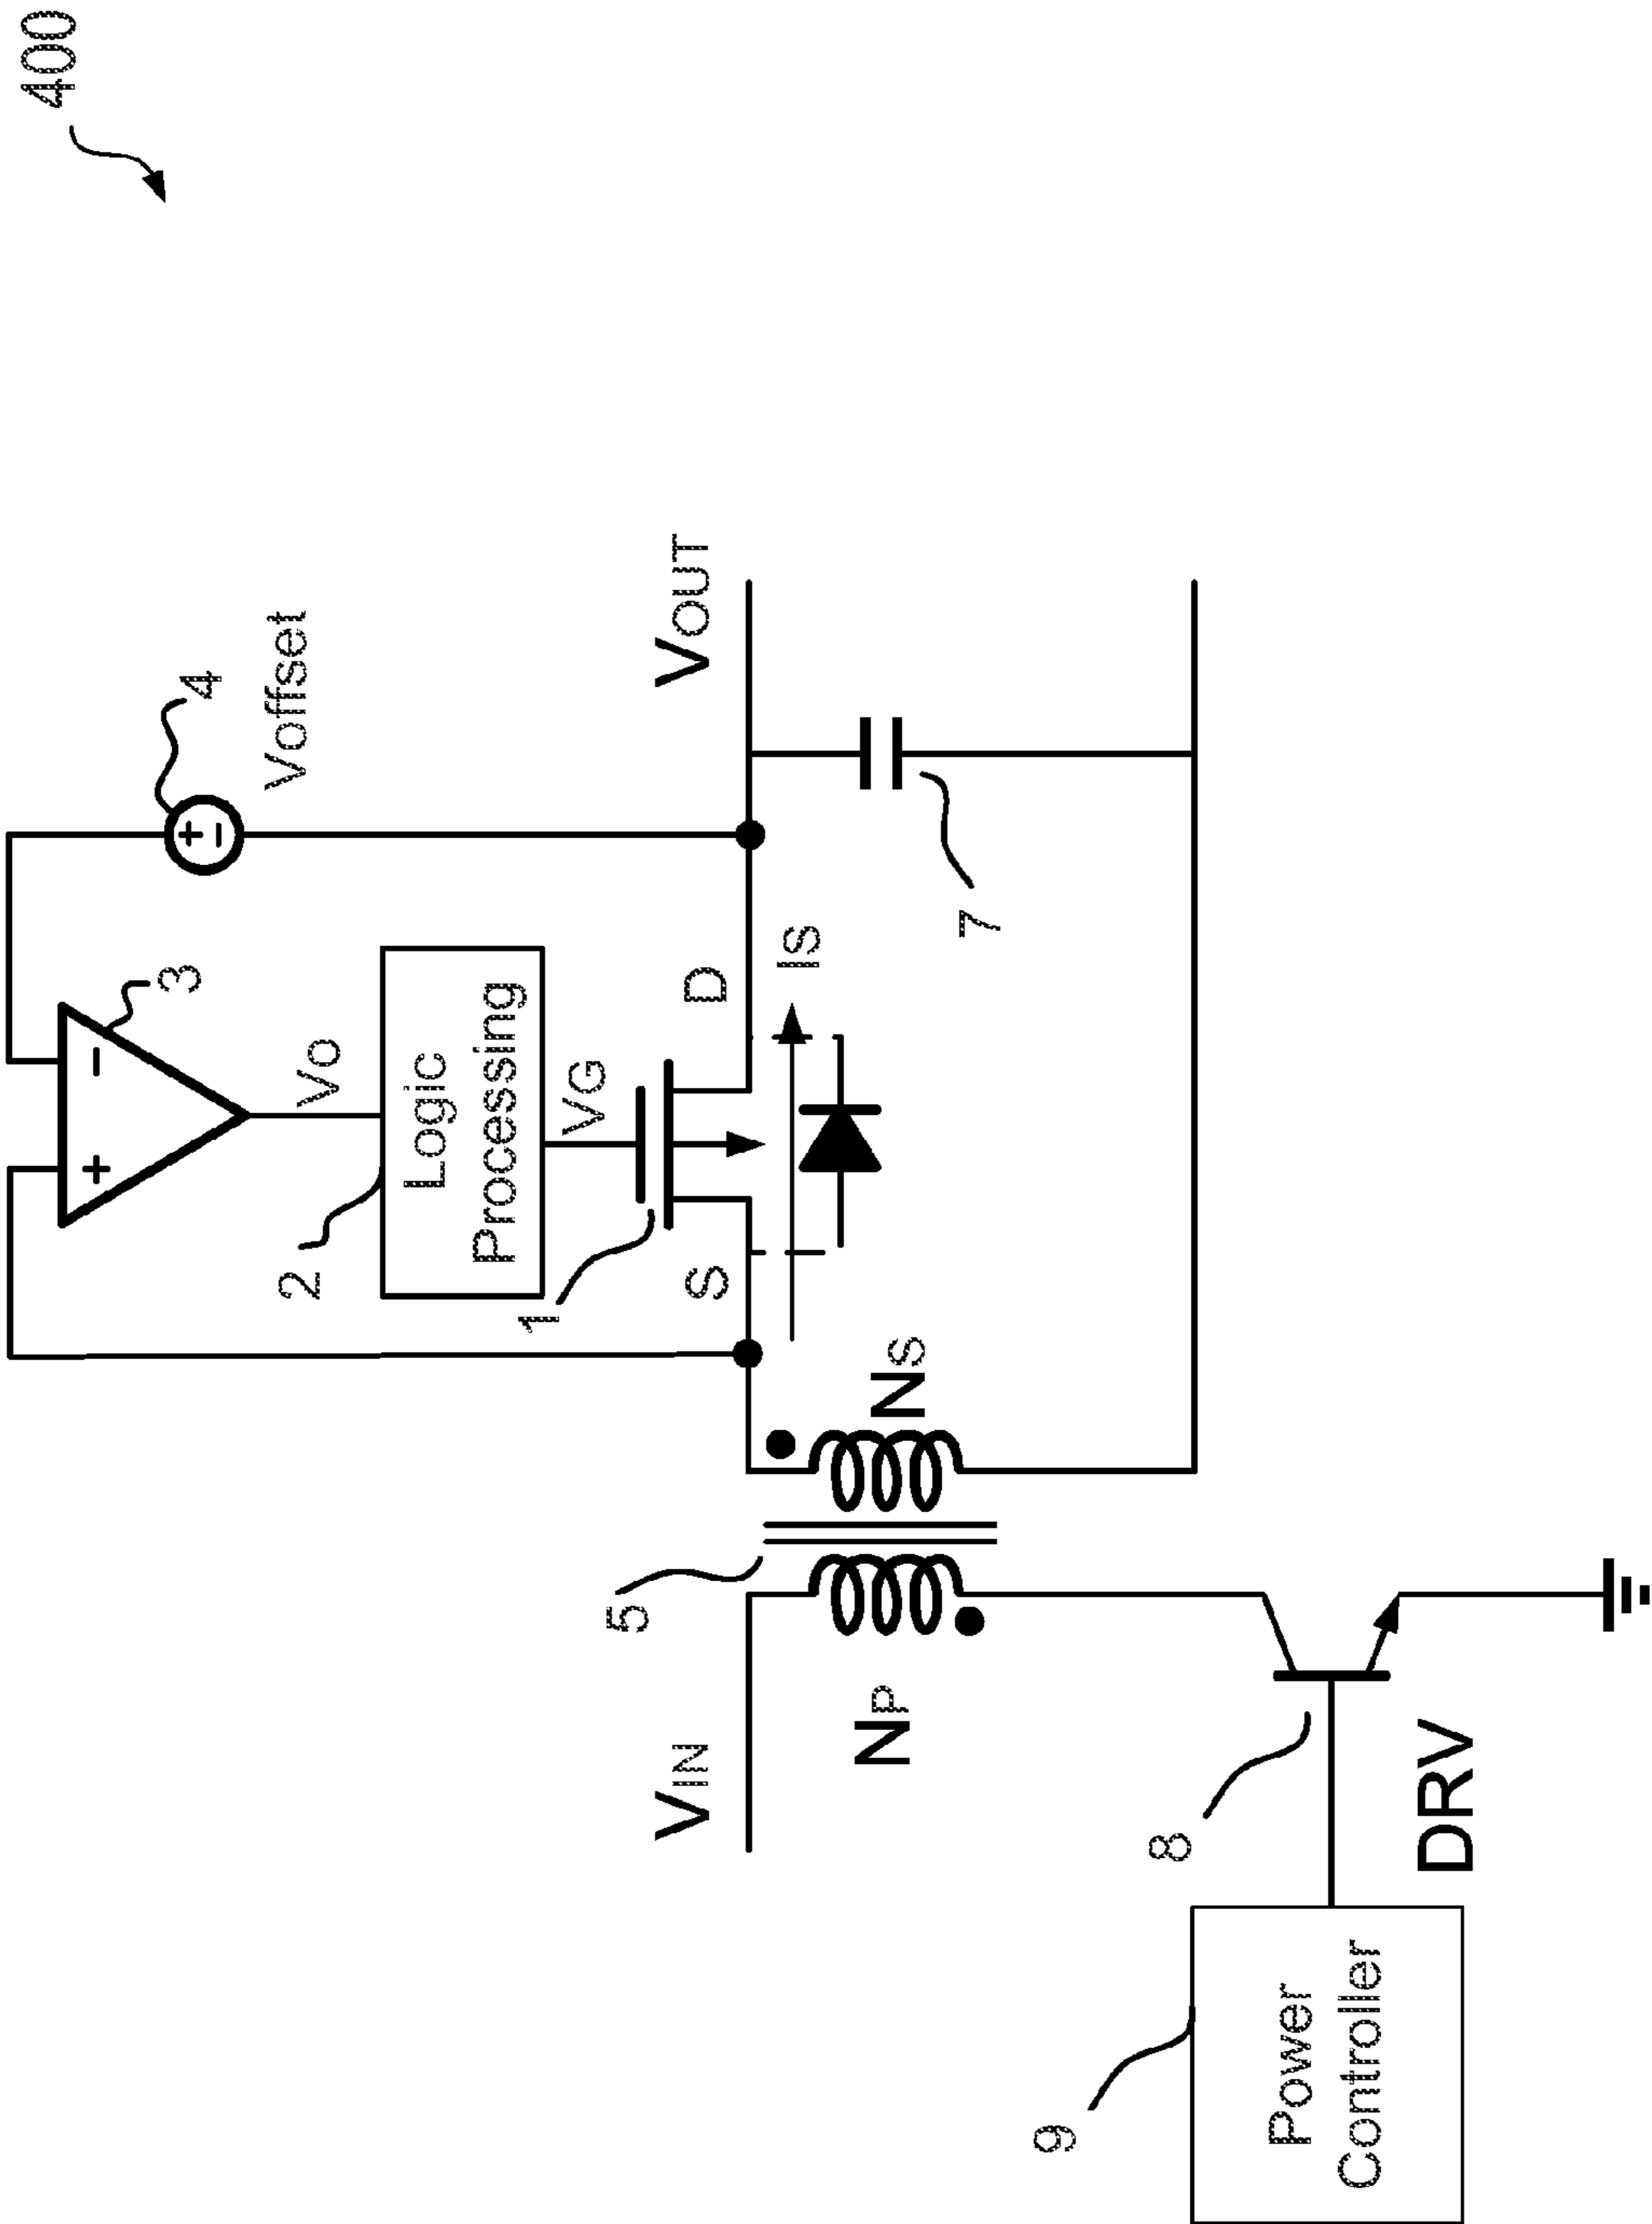 400
4
Voffset
+
−
3
+
−
Vo
2
Logic
Processing
VG
1
S
D
IS
VIN
5
NP
NS
VOUT
7
8
DRV
9
Power
Controller